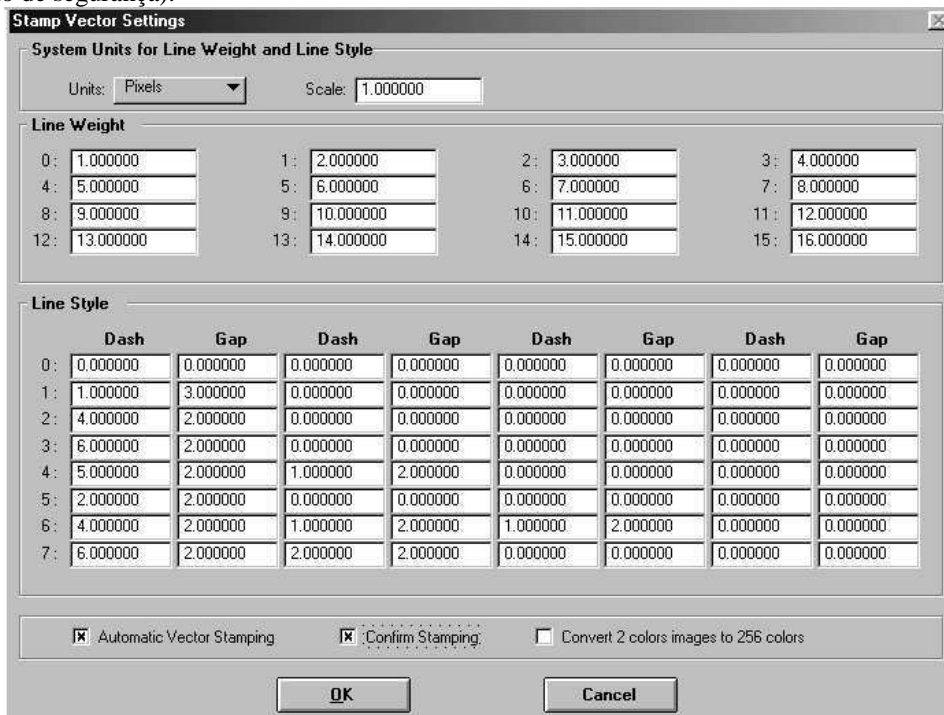 de segurança).
Stamp Vector Settings
System Units for Line Weight and Line Style
Units: Pixels Scale: 1.000000
Line Weight
0: 1.000000 1: 2.000000 2: 3.000000 3: 4.000000
4: 5.000000 5: 6.000000 6: 7.000000 7: 8.000000
8: 9.000000 9: 10.000000 10: 11.000000 11: 12.000000
12: 13.000000 13: 14.000000 14: 15.000000 15: 16.000000
Line Style
Dash Gap Dash Gap Dash Gap Dash Gap
0: 0.000000 0.000000 0.000000 0.000000 0.000000 0.000000 0.000000 0.000000
1: 1.000000 3.000000 0.000000 0.000000 0.000000 0.000000 0.000000 0.000000
2: 4.000000 2.000000 0.000000 0.000000 0.000000 0.000000 0.000000 0.000000
3: 6.000000 2.000000 0.000000 0.000000 0.000000 0.000000 0.000000 0.000000
4: 5.000000 2.000000 1.000000 2.000000 0.000000 0.000000 0.000000 0.000000
5: 2.000000 2.000000 0.000000 0.000000 0.000000 0.000000 0.000000 0.000000
6: 4.000000 2.000000 1.000000 2.000000 1.000000 2.000000 0.000000 0.000000
7: 6.000000 2.000000 2.000000 2.000000 0.000000 0.000000 0.000000 0.000000
Automatic Vector Stamping Confirm Stamping Convert 2 colors images to 256 colors
OK Cancel